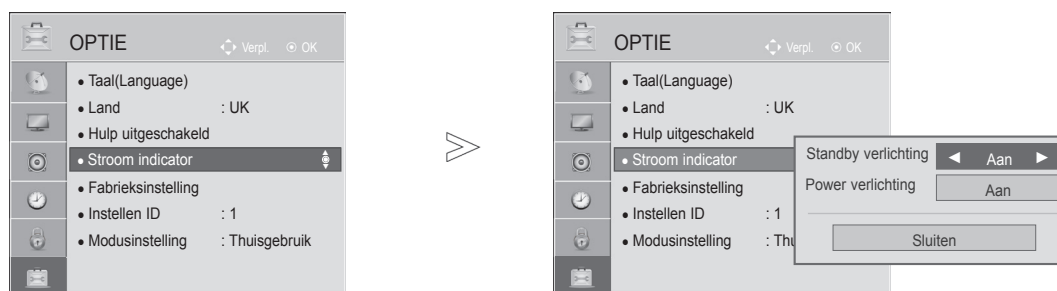 OPTIE Verpl. OK
• Taal(Language)
• Land : UK
• Hulp uitgeschakeld
• Stroom indicator
• Fabrieksinstelling
• Instellen ID : 1
• Modusinstelling : Thuisgebruik
OPTIE Verpl. OK
• Taal(Language)
• Land : UK
• Hulp uitgeschakeld
• Stroom indicator
• Fabrieksinstelling
• Instellen ID : 1
• Modusinstelling : Thu
Standby verlichting ◄ Aan ►
Power verlichting Aan
Sluiten